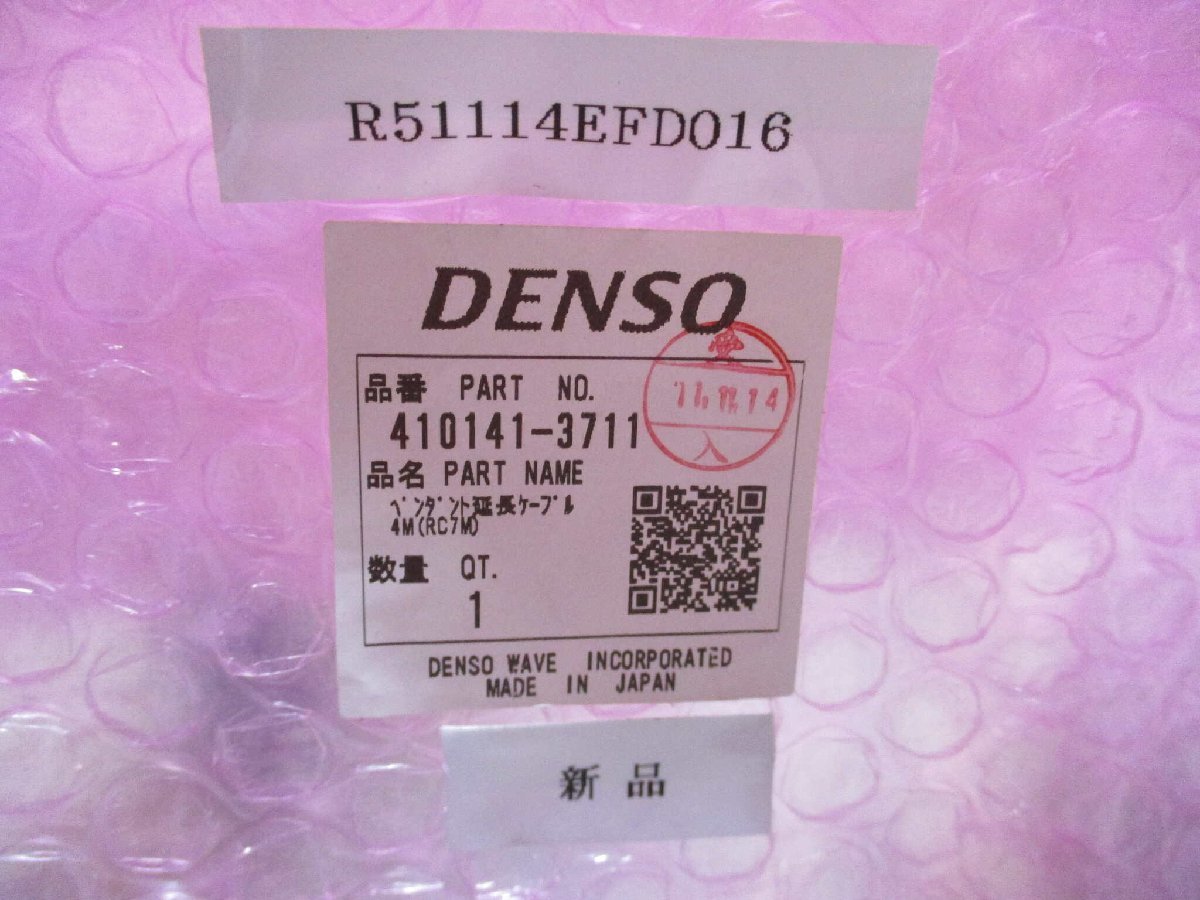 R51114EFD016
DENSO
品番 PART NO.
410141-3711
品名 PART NAME
ﾍﾟﾝﾀﾞﾝﾄ延長ｹｰﾌﾞﾙ
4M(RC7M)
数量 QT.
1
DENSO WAVE INCORPORATED
MADE IN JAPAN
新品